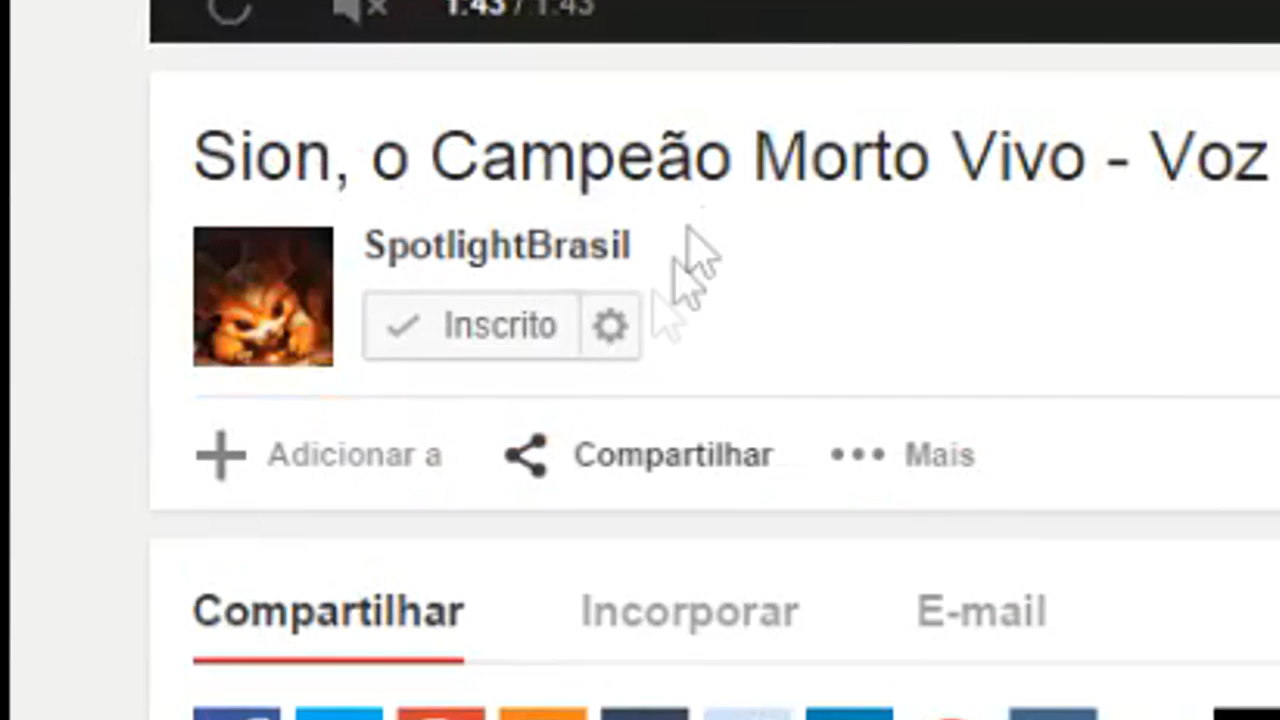 1:43 / 1:43
Sion, o Campeão Morto Vivo - Voz
SpotlightBrasil
Inscrito
Adicionar a Compartilhar Mais
Compartilhar Incorporar E-mail